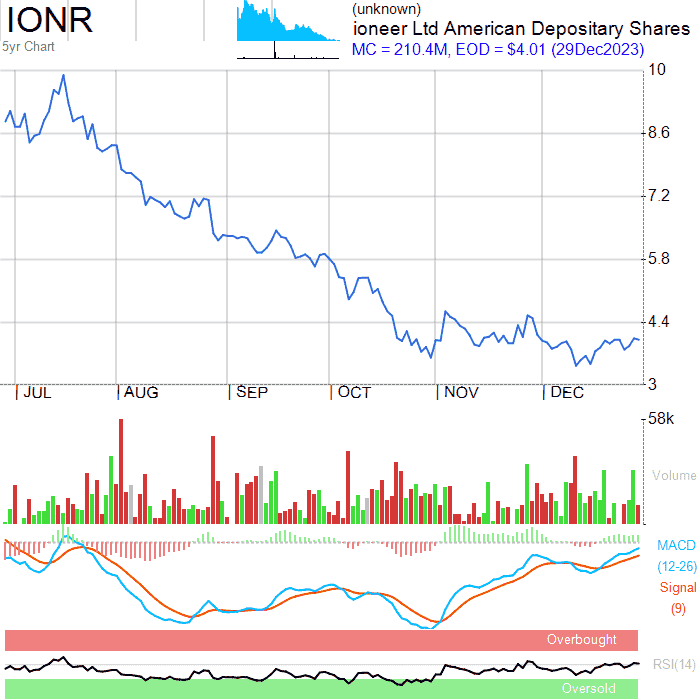 IONR
(unknown)
ioneer Ltd American Depositary Shares
5yr Chart
MC = 210.4M, EOD = $4.01 (29Dec2023)
10
8.6
7.2
5.8
4.4
3
JUL AUG SEP OCT NOV DEC
58k
Volume
MACD
(12-26)
Signal
(9)
Overbought
RSI(14)
Oversold